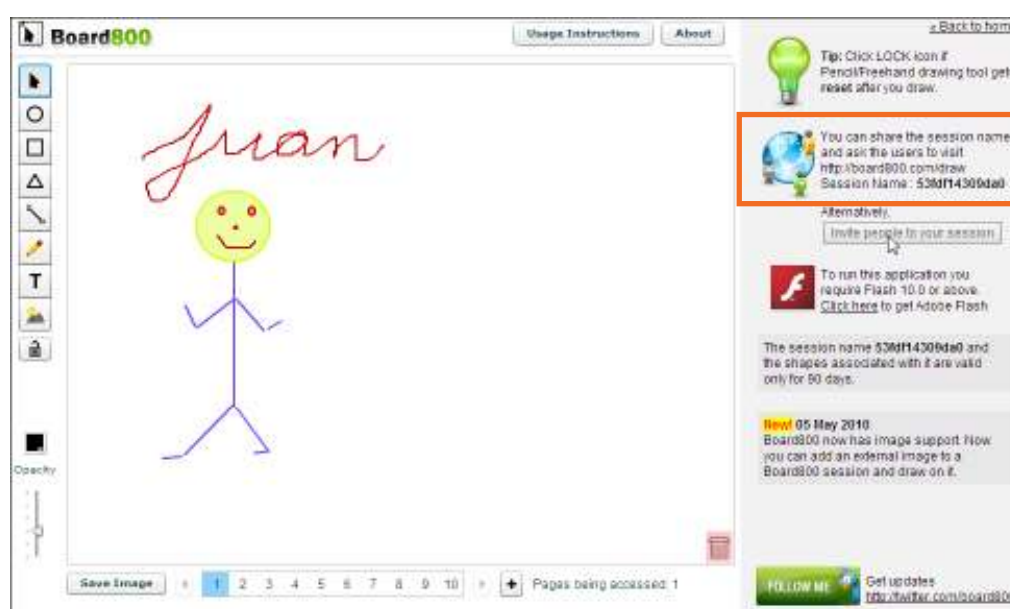 Board800
Usage Instructions
About
« Back to hom
Tip: Click LOCK icon if
Pencil/Freehand drawing tool get
reset after you draw.
Juan
You can share the session name
and ask the users to visit
http://board800.com/draw
Session Name : 53fdf14309da0
Alternatively,
Invite people to your session
To run this application you
require Flash 10.0 or above.
Click here to get Adobe Flash
T
The session name 53fdf14309da0 and
the shapes associated with it are valid
only for 90 days.
New! 05 May 2010
Board800 now has image support. Now
you can add an external image to a
Board800 session and draw on it.
Opacity
Save Image
« 1 2 3 4 5 6 7 8 9 10 » + Pages being accessed: 1
FOLLOW ME
Get updates
http://twitter.com/board80